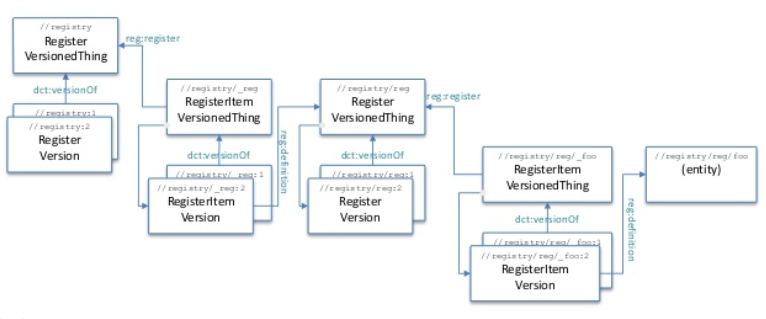 //registry
Register
VersionedThing
reg:register
dct:versionOf
//registry:1
//registry:2
Register
Version
//registry/_reg
RegisterItem
VersionedThing
dct:versionOf
//registry/_reg:1
//registry/_reg:2
RegisterItem
Version
reg:definition
//registry/reg
Register
VersionedThing
reg:register
dct:versionOf
//registry/reg:1
//registry/reg:2
Register
Version
//registry/reg/_foo
RegisterItem
VersionedThing
dct:versionOf
//registry/reg/_foo:1
//registry/reg/_foo:2
RegisterItem
Version
reg:definition
//registry/reg/foo
(entity)